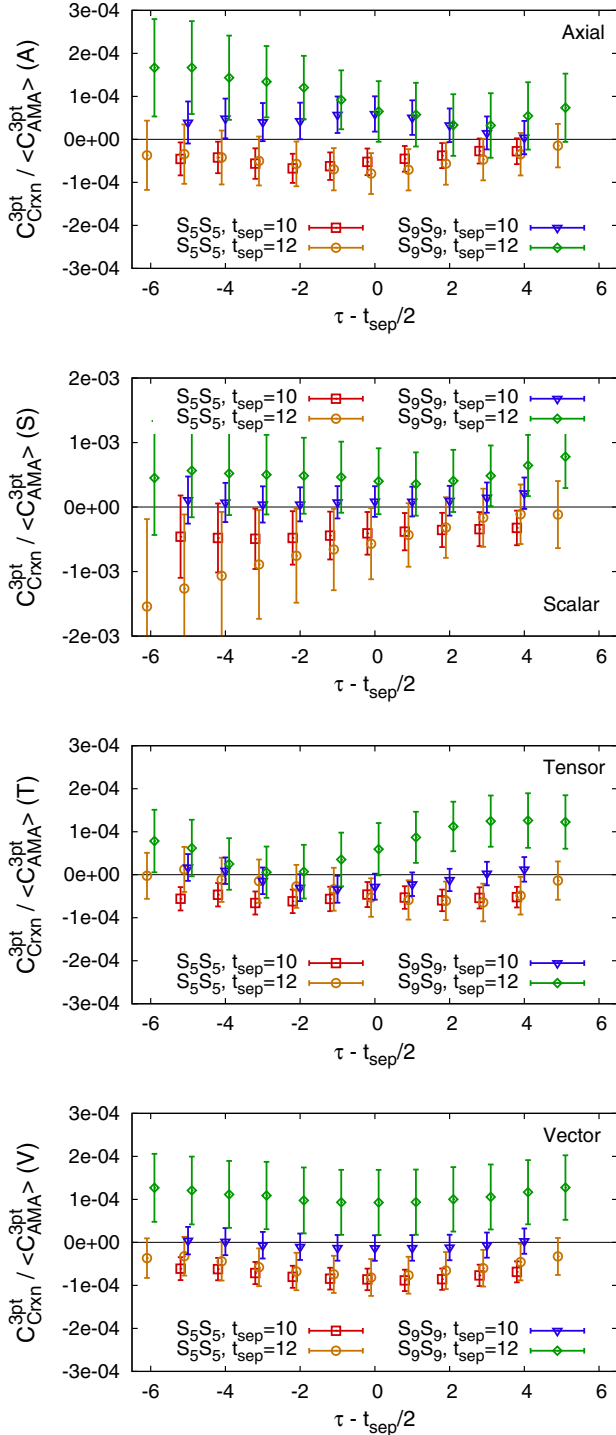 3e-04
Axial
2e-04
1e-04
0e+00
-1e-04
-2e-04
-3e-04
C^3pt_Crxn / <C^3pt_AMA> (A)
S5S5, tsep=10
S5S5, tsep=12
S9S9, tsep=10
S9S9, tsep=12
-6 -4 -2 0 2 4 6
τ - tsep/2
2e-03
1e-03
0e+00
-1e-03
-2e-03
C^3pt_Crxn / <C^3pt_AMA> (S)
S5S5, tsep=10
S5S5, tsep=12
S9S9, tsep=10
S9S9, tsep=12
Scalar
-6 -4 -2 0 2 4 6
τ - tsep/2
3e-04
Tensor
2e-04
1e-04
0e+00
-1e-04
-2e-04
-3e-04
C^3pt_Crxn / <C^3pt_AMA> (T)
S5S5, tsep=10
S5S5, tsep=12
S9S9, tsep=10
S9S9, tsep=12
-6 -4 -2 0 2 4 6
τ - tsep/2
3e-04
Vector
2e-04
1e-04
0e+00
-1e-04
-2e-04
-3e-04
C^3pt_Crxn / <C^3pt_AMA> (V)
S5S5, tsep=10
S5S5, tsep=12
S9S9, tsep=10
S9S9, tsep=12
-6 -4 -2 0 2 4 6
τ - tsep/2